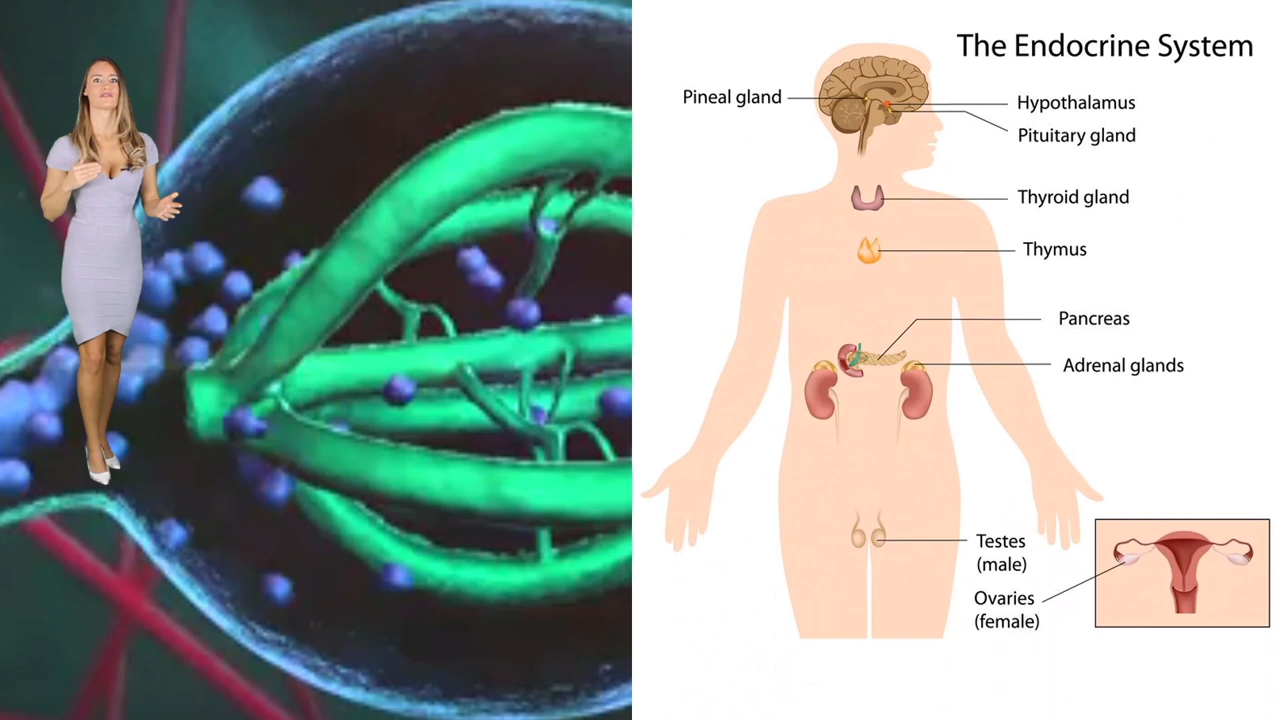 The Endocrine System
Pineal gland
Hypothalamus
Pituitary gland
Thyroid gland
Thymus
Pancreas
Adrenal glands
Testes
(male)
Ovaries
(female)